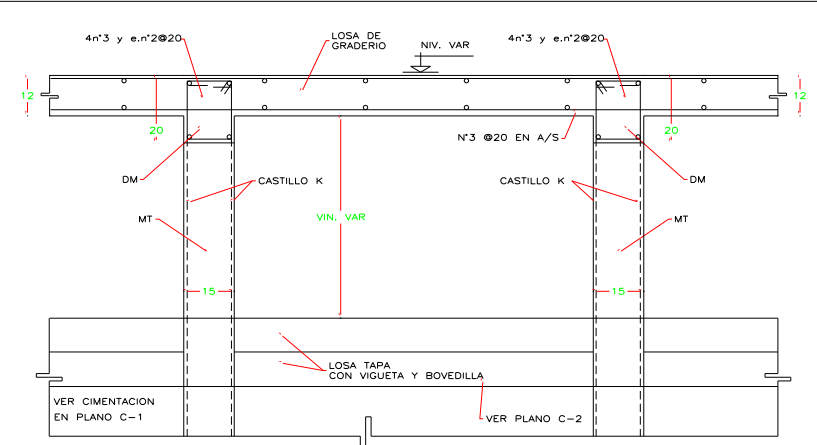 4n°3 y e.n°2@20
LOSA DE
GRADERIO
NIV. VAR
4n°3 y e.n°2@20
12
12
20
20
N°3 @20 EN A/S
DM
CASTILLO K
CASTILLO K
DM
MT
VIN. VAR
MT
15
15
LOSA TAPA
CON VIGUETA Y BOVEDILLA
VER CIMENTACION
EN PLANO C-1
VER PLANO C-2